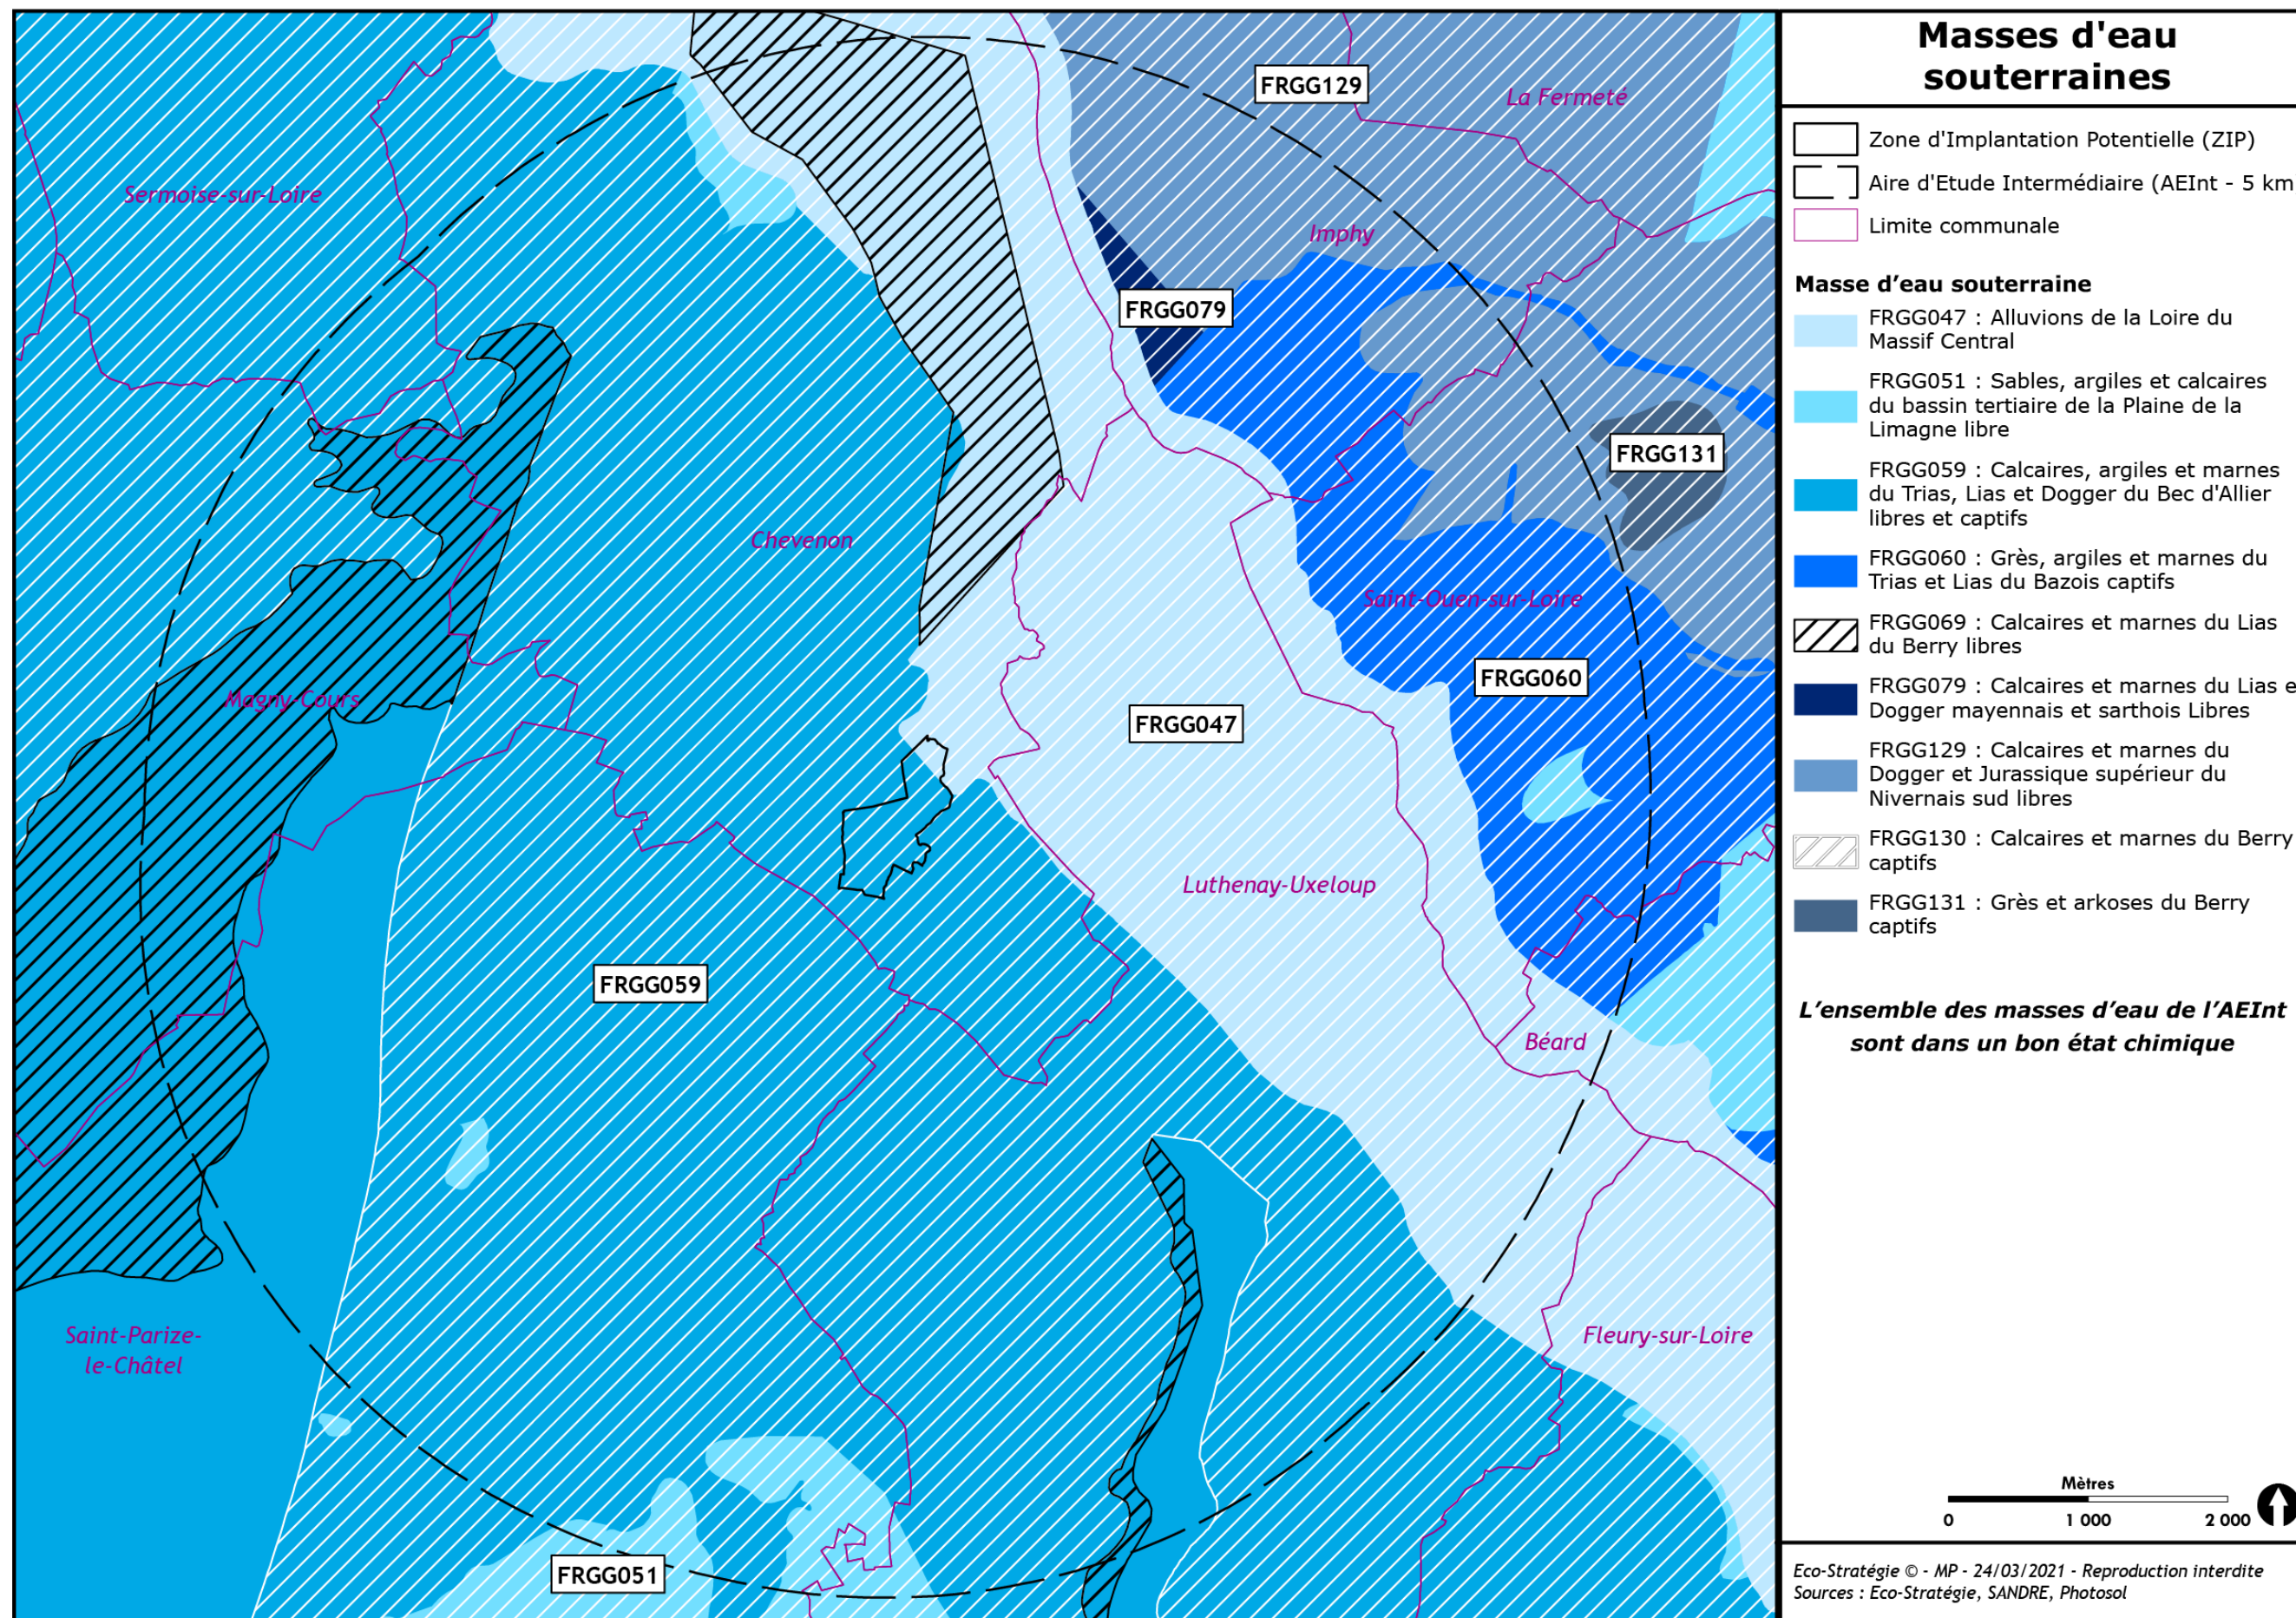 Masses d'eau
souterraines
Zone d'Implantation Potentielle (ZIP)
Aire d'Etude Intermédiaire (AEInt - 5 km
Limite communale
Masse d’eau souterraine
FRGG047 : Alluvions de la Loire du
Massif Central
FRGG051 : Sables, argiles et calcaires
du bassin tertiaire de la Plaine de la
Limagne libre
FRGG059 : Calcaires, argiles et marnes
du Trias, Lias et Dogger du Bec d'Allier
libres et captifs
FRGG060 : Grès, argiles et marnes du
Trias et Lias du Bazois captifs
FRGG069 : Calcaires et marnes du Lias
du Berry libres
FRGG079 : Calcaires et marnes du Lias e
Dogger mayennais et sarthois Libres
FRGG129 : Calcaires et marnes du
Dogger et Jurassique supérieur du
Nivernais sud libres
FRGG130 : Calcaires et marnes du Berry
captifs
FRGG131 : Grès et arkoses du Berry
captifs
L’ensemble des masses d’eau de l’AEInt
sont dans un bon état chimique
Mètres
0 1 000 2 000
Eco-Stratégie © - MP - 24/03/2021 - Reproduction interdite
Sources : Eco-Stratégie, SANDRE, Photosol
FRGG129
La Fermeté
Sermoise-sur-Loire
Imphy
FRGG079
FRGG131
Chevenon
Saint-Ouen-sur-Loire
FRGG060
Magny-Cours
FRGG047
Luthenay-Uxeloup
FRGG059
Béard
Saint-Parize-
le-Châtel
Fleury-sur-Loire
FRGG051